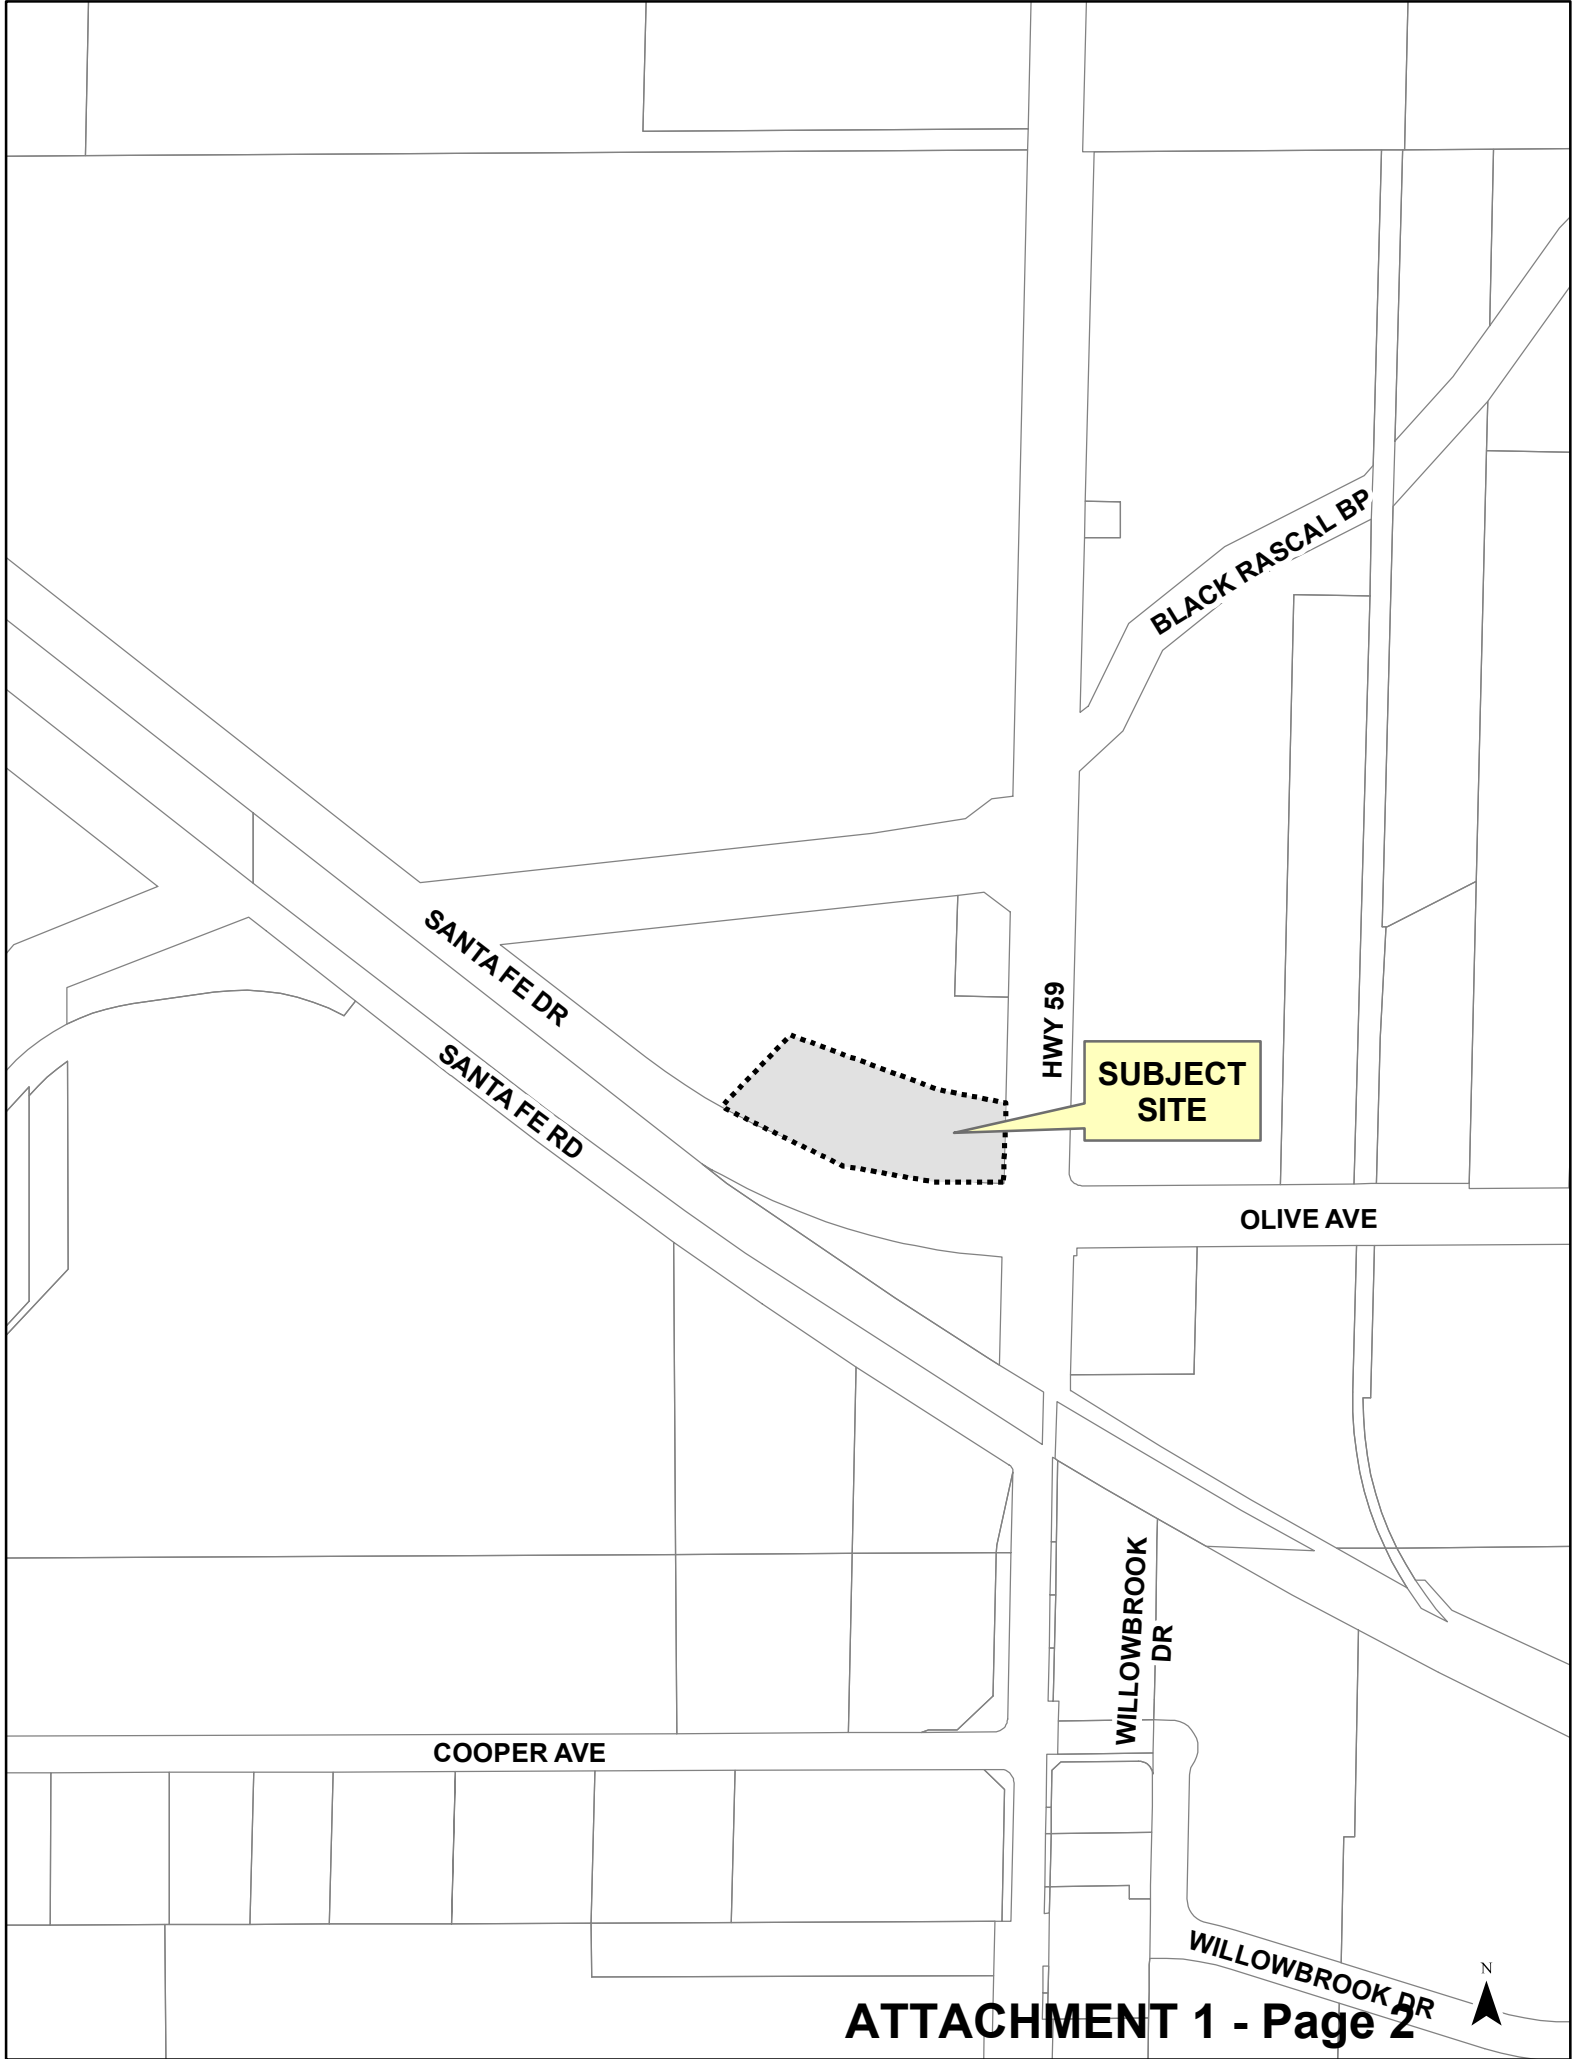 BLACK RASCAL BP
SANTA FE DR
SANTA FE RD
HWY 59
SUBJECT
SITE
OLIVE AVE
WILLOWBROOK
DR
COOPER AVE
WILLOWBROOK DR
N
ATTACHMENT 1 - Page 2